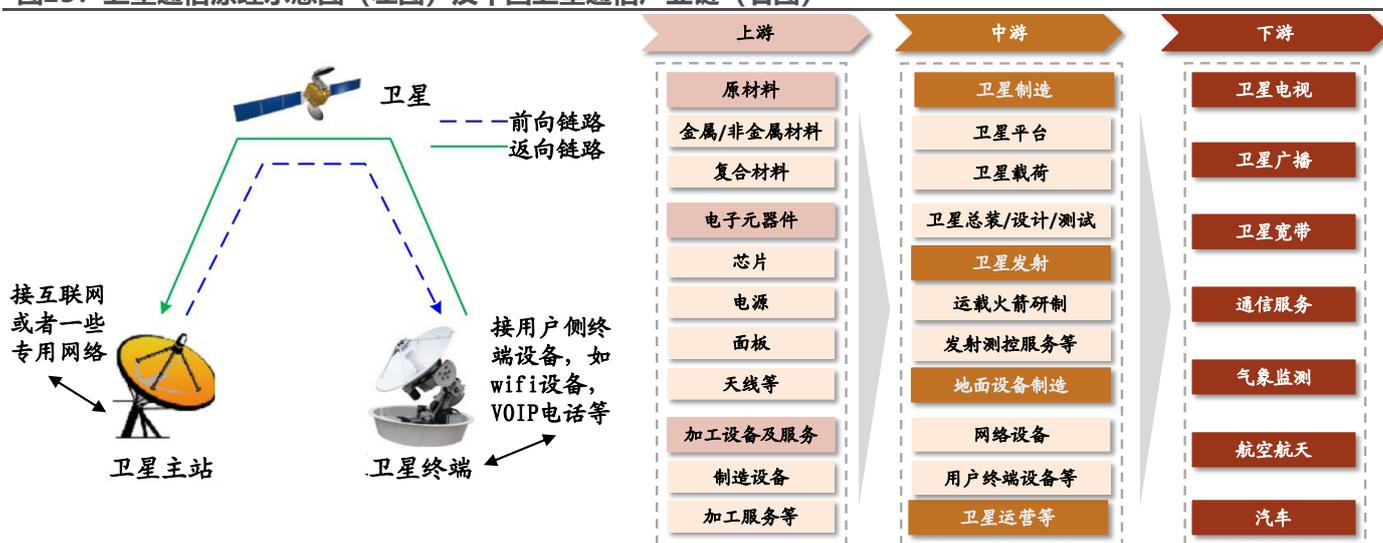 卫星
前向链路
返向链路
接互联网
或者一些
专用网络
接用户侧终
端设备，如
wifi设备，
VOIP电话等
卫星主站
卫星终端
上游
原材料
金属/非金属材料
复合材料
电子元器件
芯片
电源
面板
天线等
加工设备及服务
制造设备
加工服务等
中游
卫星制造
卫星平台
卫星载荷
卫星总装/设计/测试
卫星发射
运载火箭研制
发射测控服务等
地面设备制造
网络设备
用户终端设备等
卫星运营等
下游
卫星电视
卫星广播
卫星宽带
通信服务
气象监测
航空航天
汽车